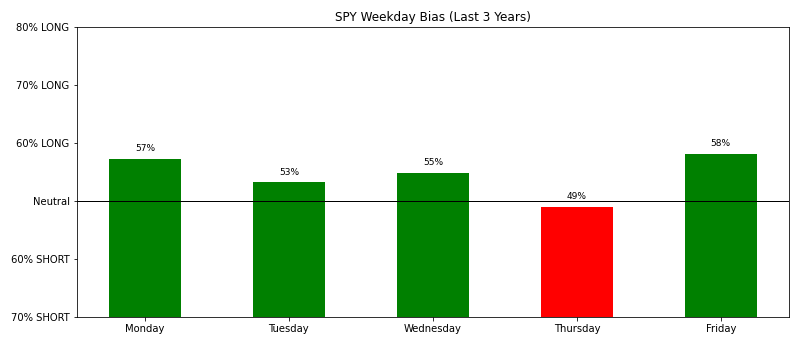 SPY Weekday Bias (Last 3 Years)
80% LONG
70% LONG
60% LONG
Neutral
60% SHORT
70% SHORT
57%
53%
55%
49%
58%
Monday
Tuesday
Wednesday
Thursday
Friday